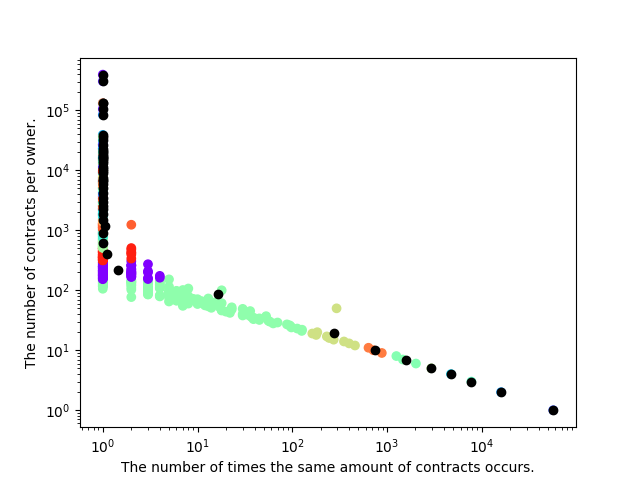 The number of contracts per owner.
10⁵
10⁴
10³
10²
10¹
10⁰
10⁰ 10¹ 10² 10³ 10⁴
The number of times the same amount of contracts occurs.